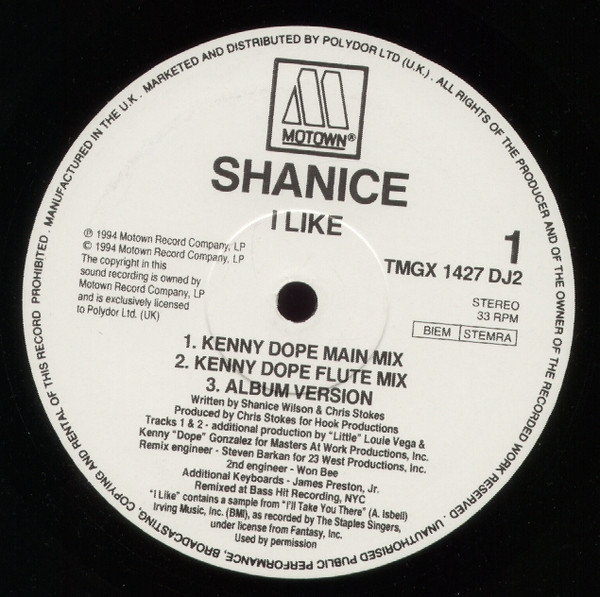 MANUFACTURED IN THE U.K. . MARKETED AND DISTRIBUTED BY POLYDOR LTD (U.K.) . ALL RIGHTS OF THE PRODUCER AND OF THE OWNER OF THE RECORDED WORK RESERVED . UNAUTHORISED PUBLIC PERFORMANCE, BROADCASTING, COPYING AND RENTAL OF THIS RECORD PROHIBITED .
MOTOWN®
SHANICE
I LIKE
℗ 1994 Motown Record Company, LP
© 1994 Motown Record Company, LP
The copyright in this
sound recording is owned by
Motown Record Company, LP
and is exclusively licensed
to Polydor Ltd. (UK)
1
TMGX 1427 DJ2
STEREO
33 RPM
BIEM STEMRA
1. KENNY DOPE MAIN MIX
2. KENNY DOPE FLUTE MIX
3. ALBUM VERSION
Written by Shanice Wilson & Chris Stokes
Produced by Chris Stokes for Hook Productions
Tracks 1 & 2 - additional production by "Little" Louie Vega &
Kenny "Dope" Gonzalez for Masters At Work Productions, Inc.
Remix engineer - Steven Barkan for 23 West Productions, Inc.
2nd engineer - Won Bee
Additional Keyboards - James Preston, Jr.
Remixed at Bass Hit Recording, NYC
"I Like" contains a sample from "I'll Take You There" (A. Isbell)
Irving Music, Inc. (BMI), as recorded by The Staples Singers,
under license from Fantasy, Inc.
Used by permission